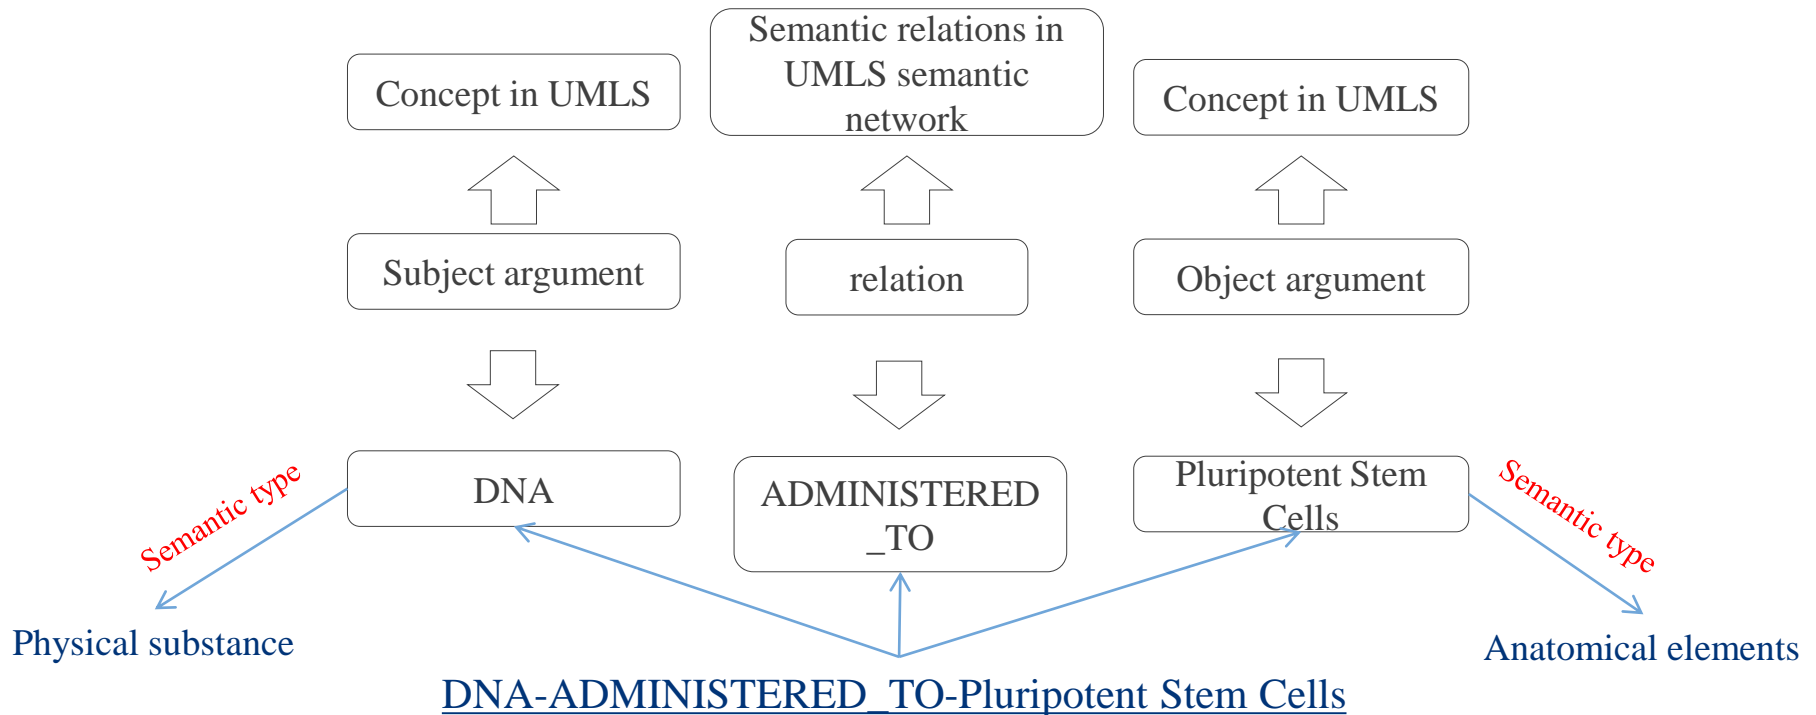 Semantic relations in
UMLS semantic
network
Concept in UMLS
Concept in UMLS
Subject argument
relation
Object argument
DNA
ADMINISTERED
_TO
Pluripotent Stem
Cells
Semantic type
Semantic type
Physical substance
Anatomical elements
DNA-ADMINISTERED_TO-Pluripotent Stem Cells